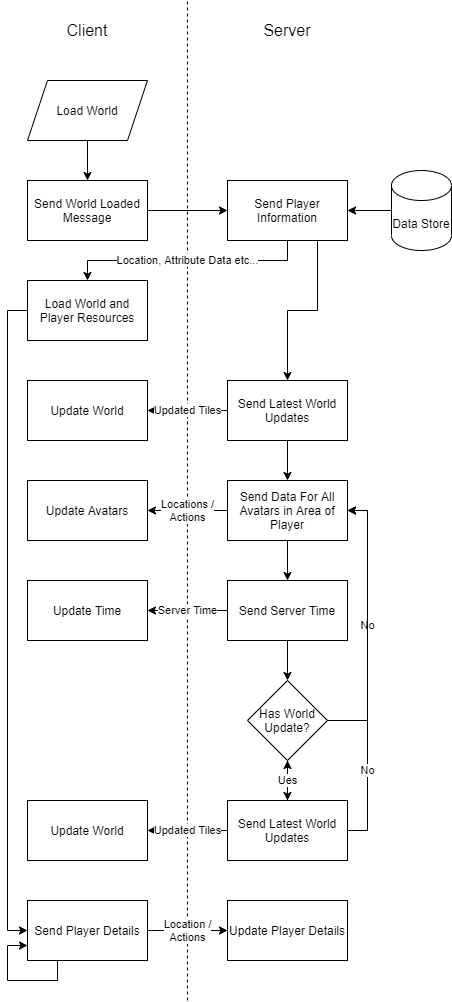 Client
Server
Load World
Send World Loaded
Message
Send Player
Information
Data Store
Location, Attribute Data etc...
Load World and
Player Resources
Update World
Updated Tiles
Send Latest World
Updates
Update Avatars
Locations /
Actions
Send Data For All
Avatars in Area of
Player
Update Time
Server Time
Send Server Time
No
Has World
Update?
No
Ues
Update World
Updated Tiles
Send Latest World
Updates
Send Player Details
Location /
Actions
Update Player Details